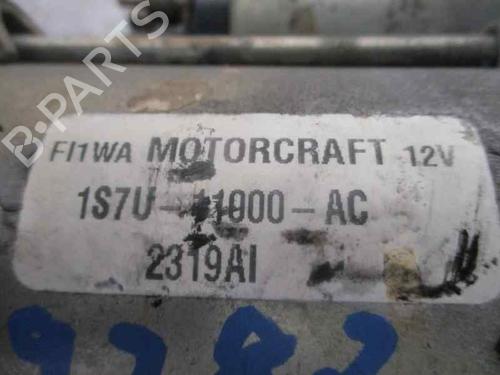 B-PARTS
FI1WA MOTORCRAFT 12V
1S7U-11000-AC
2319AI